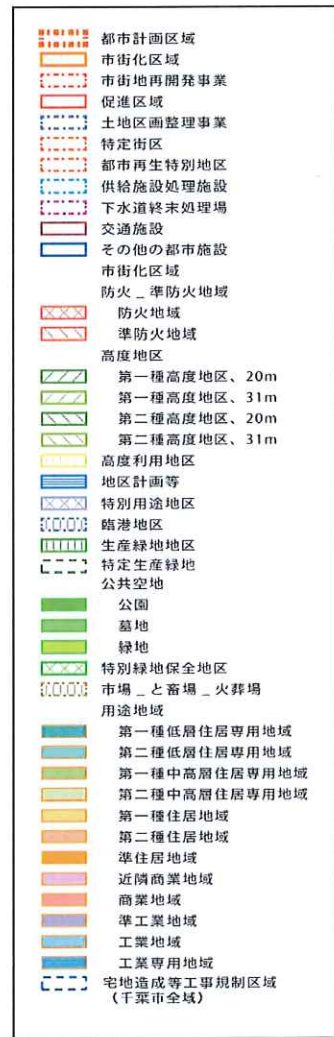 都市計画区域
市街化区域
市街地再開発事業
促進区域
土地区画整理事業
特定街区
都市再生特別地区
供給施設処理施設
下水道終末処理場
交通施設
その他の都市施設
市街化区域
防火_準防火地域
防火地域
準防火地域
高度地区
第一種高度地区、20m
第一種高度地区、31m
第二種高度地区、20m
第二種高度地区、31m
高度利用地区
地区計画等
特別用途地区
臨港地区
生産緑地地区
特定生産緑地
公共空地
公園
墓地
緑地
特別緑地保全地区
市場_と畜場_火葬場
用途地域
第一種低層住居専用地域
第二種低層住居専用地域
第一種中高層住居専用地域
第二種中高層住居専用地域
第一種住居地域
第二種住居地域
準住居地域
近隣商業地域
商業地域
準工業地域
工業地域
工業専用地域
宅地造成等工事規制区域
(千葉市全域)